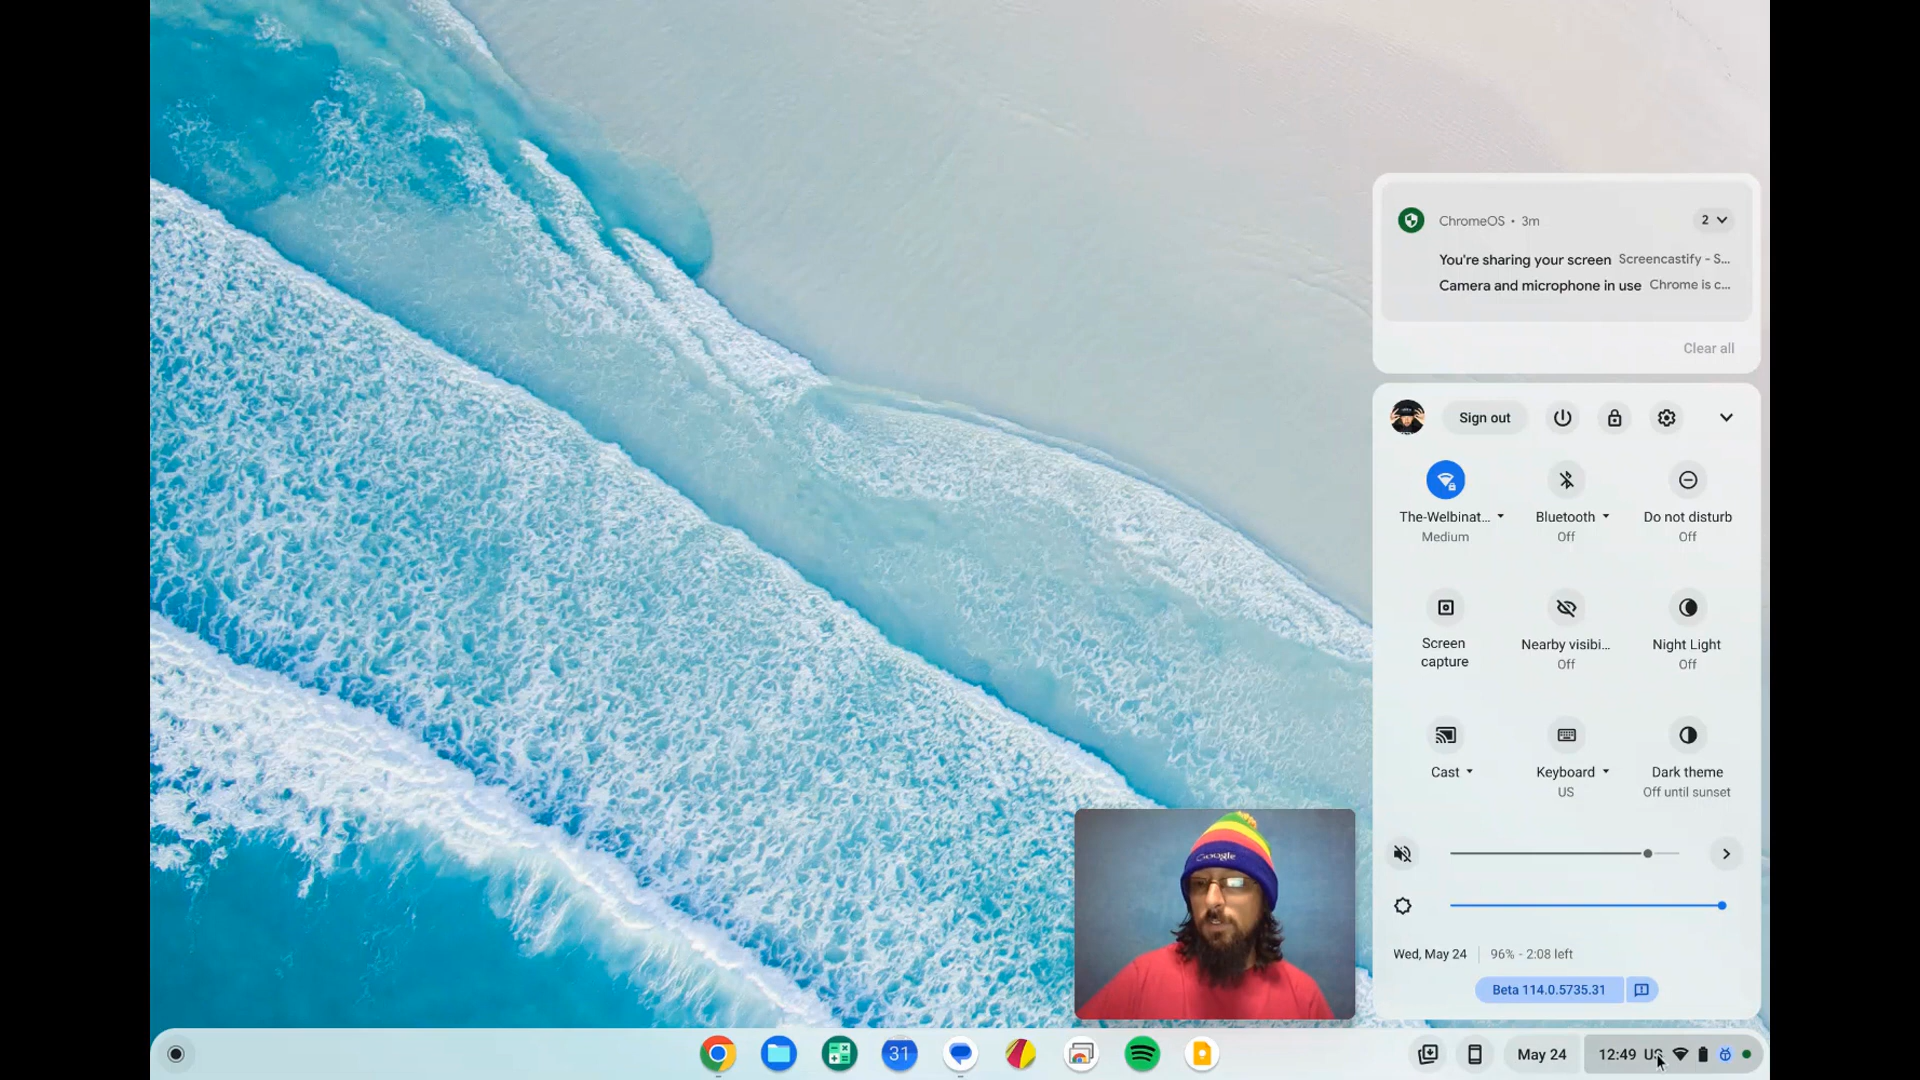 ChromeOS • 3m
2
You're sharing your screen Screencastify - S...
Camera and microphone in use Chrome is c...
Clear all
Sign out
The-Welbinat...
Medium
Bluetooth
Off
Do not disturb
Off
Screen
capture
Nearby visibi...
Off
Night Light
Off
Cast
Keyboard
US
Dark theme
Off until sunset
Google
Wed, May 24
96% - 2:08 left
Beta 114.0.5735.31
31
May 24
12:49 US